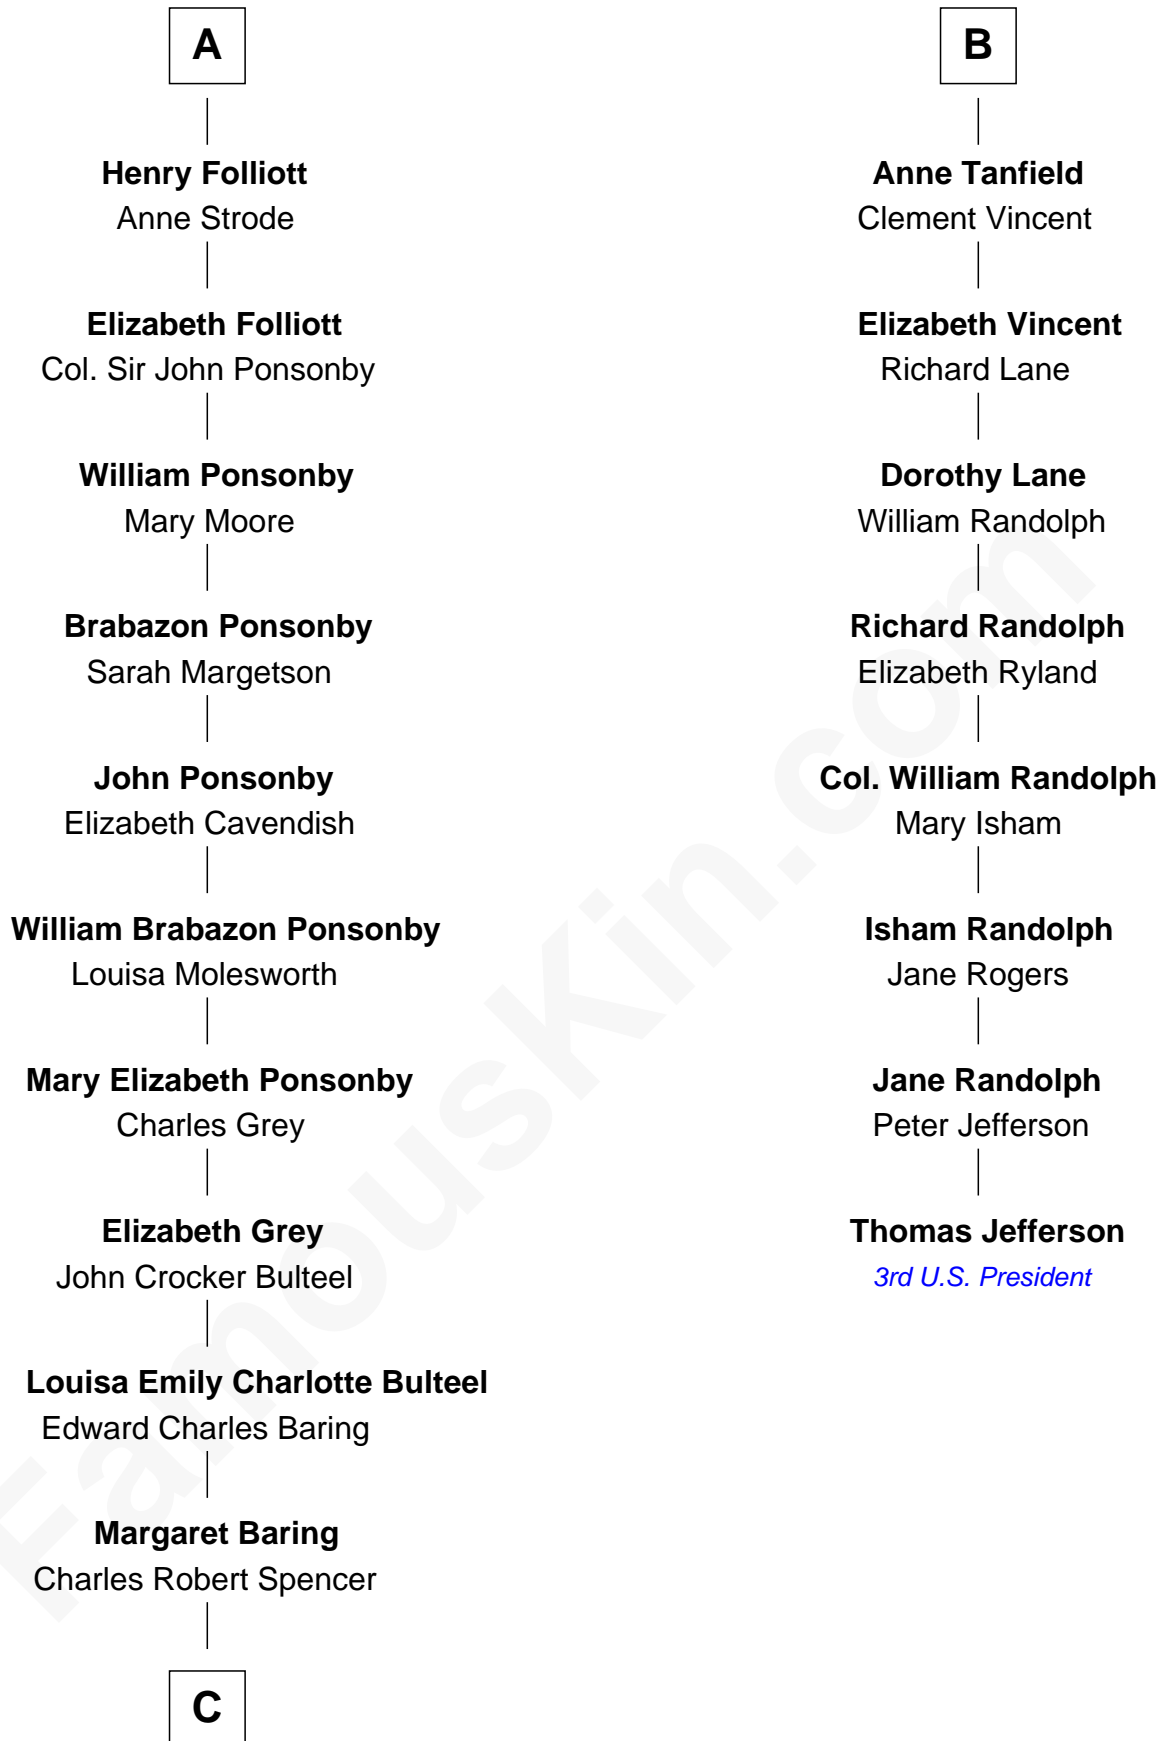 A
Henry Folliott
Anne Strode
Elizabeth Folliott
Col. Sir John Ponsonby
William Ponsonby
Mary Moore
Brabazon Ponsonby
Sarah Margetson
John Ponsonby
Elizabeth Cavendish
William Brabazon Ponsonby
Louisa Molesworth
Mary Elizabeth Ponsonby
Charles Grey
Elizabeth Grey
John Crocker Bulteel
Louisa Emily Charlotte Bulteel
Edward Charles Baring
Margaret Baring
Charles Robert Spencer
C
B
Anne Tanfield
Clement Vincent
Elizabeth Vincent
Richard Lane
Dorothy Lane
William Randolph
Richard Randolph
Elizabeth Ryland
Col. William Randolph
Mary Isham
Isham Randolph
Jane Rogers
Jane Randolph
Peter Jefferson
Thomas Jefferson
3rd U.S. President
FamousKin.com